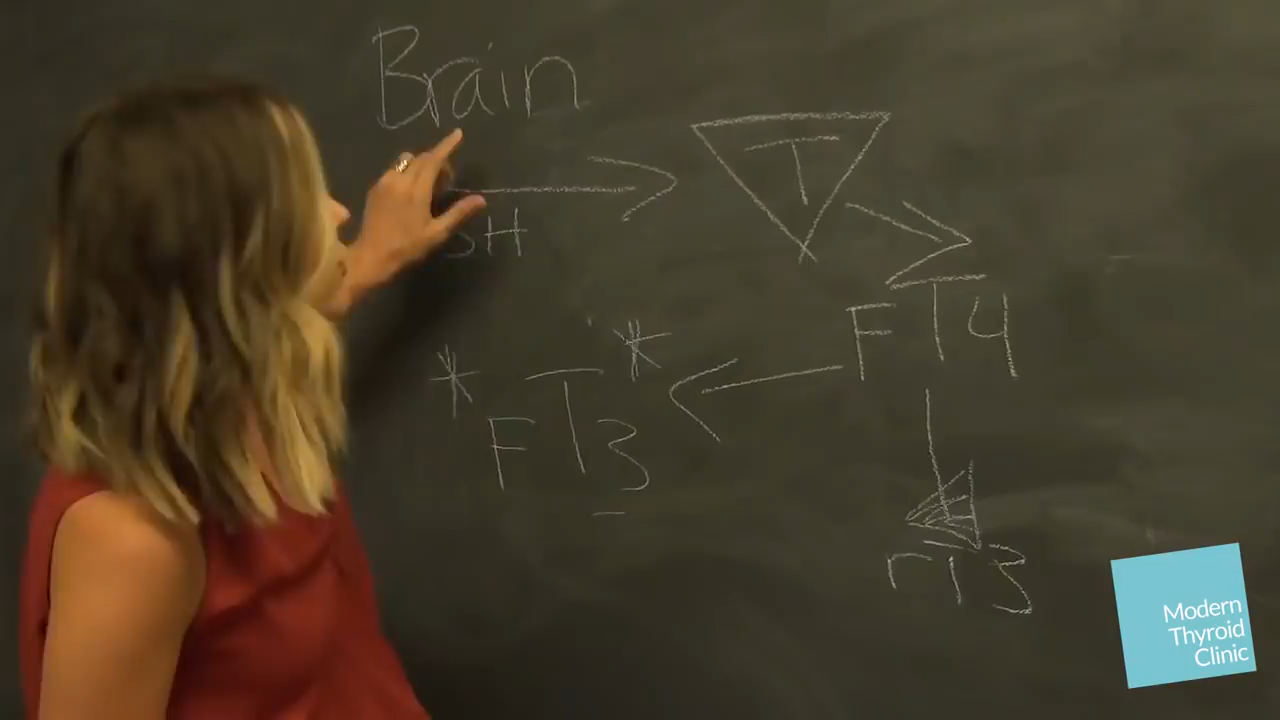 Brain
T
SH
FT4
* FT3 *
rT3
Modern
Thyroid
Clinic